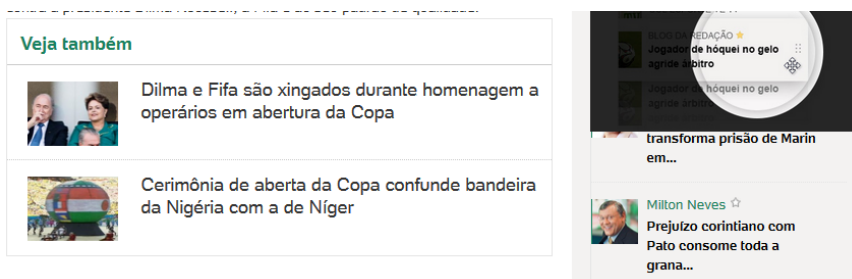 Veja também
Dilma e Fifa são xingados durante homenagem a
operários em abertura da Copa
Cerimônia de aberta da Copa confunde bandeira
da Nigéria com a de Níger
BLOG DA REDAÇÃO
Jogador de hóquei no gelo
agride árbitro
Jogador de hóquei no gelo
agride árbitro
transforma prisão de Marin
em...
Milton Neves
Prejuízo corintiano com
Pato consome toda a
grana...